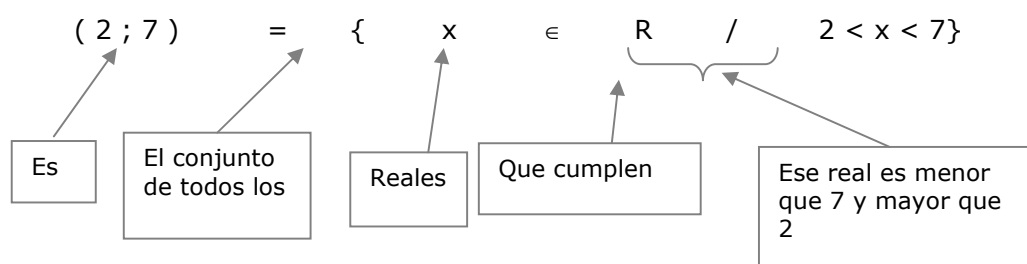 ( 2 ; 7 ) = { x ∈ R / 2 < x < 7}
Es
El conjunto
de todos los
Reales
Que cumplen
Ese real es menor
que 7 y mayor que
2